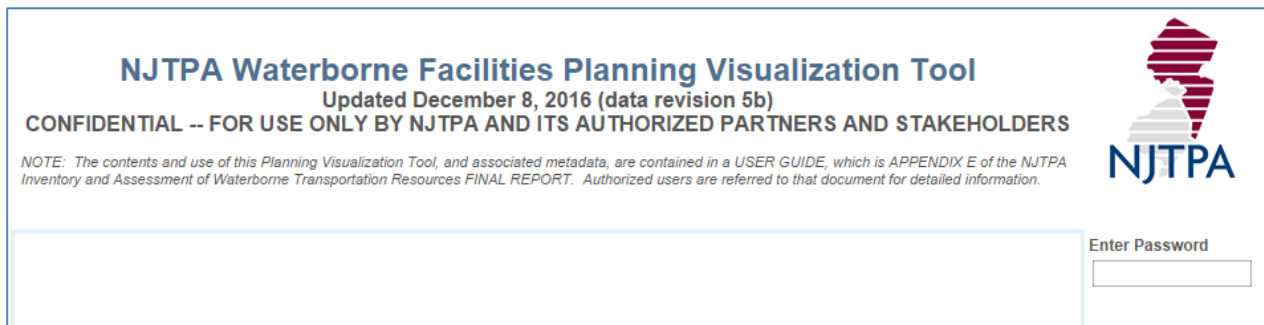 NJTPA Waterborne Facilities Planning Visualization Tool
Updated December 8, 2016 (data revision 5b)
CONFIDENTIAL -- FOR USE ONLY BY NJTPA AND ITS AUTHORIZED PARTNERS AND STAKEHOLDERS
NOTE: The contents and use of this Planning Visualization Tool, and associated metadata, are contained in a USER GUIDE, which is APPENDIX E of the NJTPA
Inventory and Assessment of Waterborne Transportation Resources FINAL REPORT. Authorized users are referred to that document for detailed information.
NJTPA
Enter Password